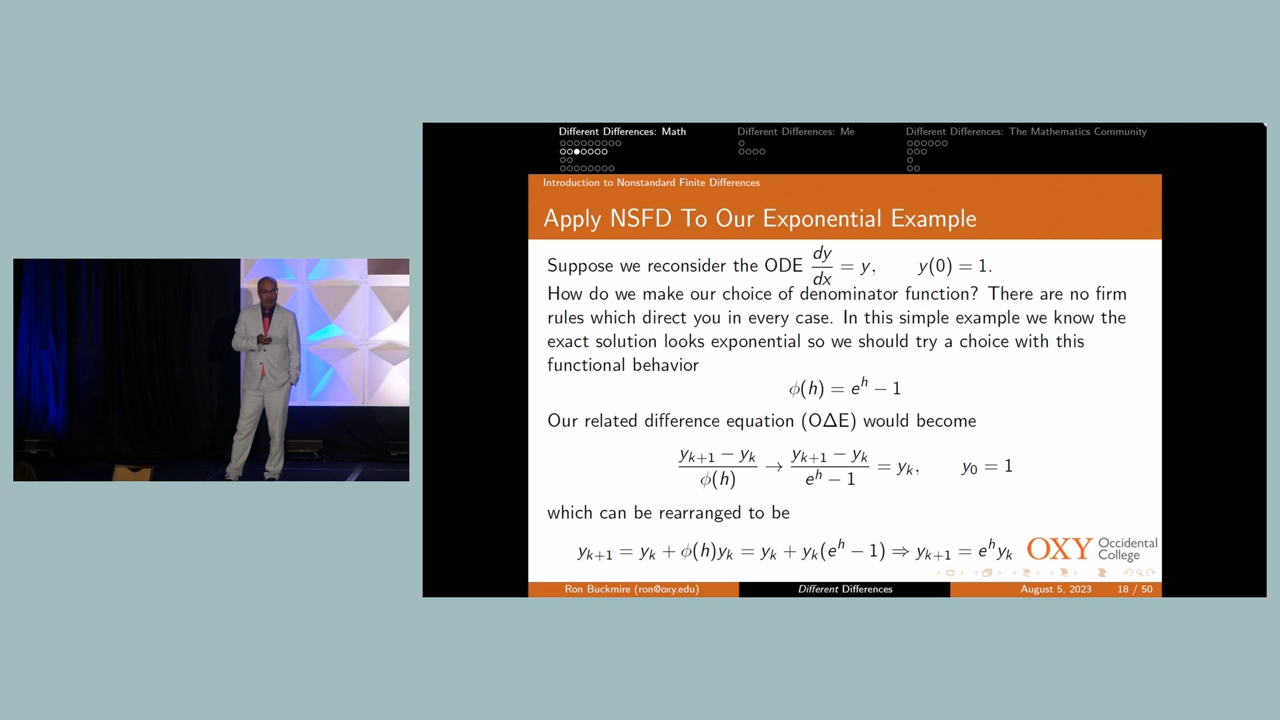 Different Differences: Math Different Differences: Me Different Differences: The Mathematics Community
Introduction to Nonstandard Finite Differences
Apply NSFD To Our Exponential Example
Suppose we reconsider the ODE dy/dx = y, y(0) = 1.
How do we make our choice of denominator function? There are no firm
rules which direct you in every case. In this simple example we know the
exact solution looks exponential so we should try a choice with this
functional behavior
ϕ(h) = e^h − 1
Our related difference equation (OΔE) would become
(y_{k+1} − y_k)/ϕ(h) → (y_{k+1} − y_k)/(e^h − 1) = y_k, y_0 = 1
which can be rearranged to be
y_{k+1} = y_k + ϕ(h)y_k = y_k + y_k(e^h − 1) ⇒ y_{k+1} = e^h y_k
OXY Occidental
College
Ron Buckmire (ron@oxy.edu) Different Differences August 5, 2023 18 / 50